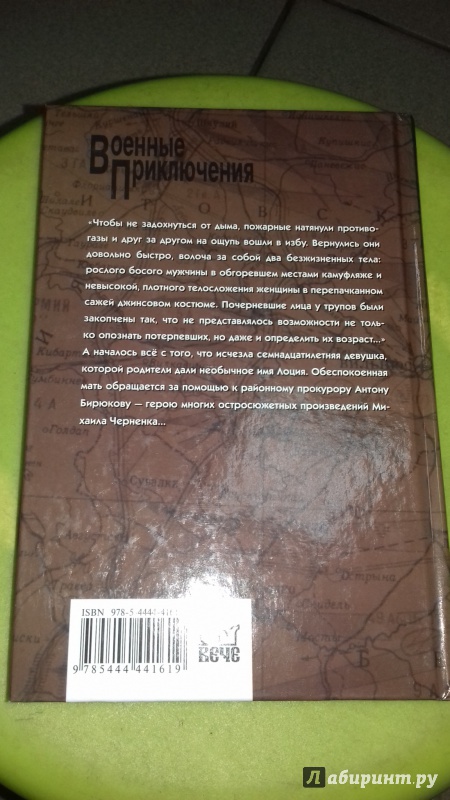 Военные
Приключения
«Чтобы не задохнуться от дыма, пожарные натянули противо-
газы и друг за другом на ощупь вошли в избу. Вернулись они
довольно быстро, волоча за собой два безжизненных тела:
рослого босого мужчины в обгоревшем местами камуфляже и
невысокой, плотного телосложения женщины в перепачканном
сажей джинсовом костюме. Почерневшие лица у трупов были
закопчены так, что не представлялось возможности не толь-
ко опознать потерпевших, но даже и определить их возраст...»
А началось всё с того, что исчезла семнадцатилетняя девушка,
которой родители дали необычное имя Лоция. Обеспокоенная
мать обращается за помощью к районному прокурору Антону
Бирюкову – герою многих остросюжетных произведений Ми-
хаила Черненка...
ISBN 978-5-4444-4161
9785444441619
ВЕЧЕ
Лабиринт.ру